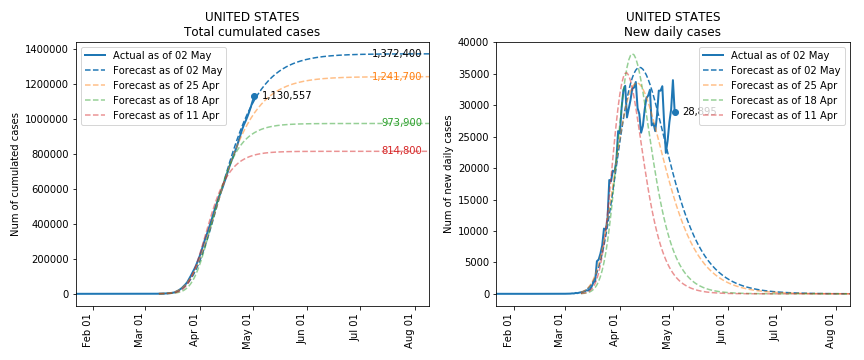 UNITED STATES
Total cumulated cases
Num of cumulated cases
1400000
1200000
1000000
800000
600000
400000
200000
0
Actual as of 02 May
Forecast as of 02 May
Forecast as of 25 Apr
Forecast as of 18 Apr
Forecast as of 11 Apr
1,372,400
1,241,700
1,130,557
973,900
814,800
Feb 01
Mar 01
Apr 01
May 01
Jun 01
Jul 01
Aug 01
UNITED STATES
New daily cases
Num of new daily cases
40000
35000
30000
25000
20000
15000
10000
5000
0
Actual as of 02 May
Forecast as of 02 May
Forecast as of 25 Apr
Forecast as of 18 Apr
Forecast as of 11 Apr
28,895
Feb 01
Mar 01
Apr 01
May 01
Jun 01
Jul 01
Aug 01